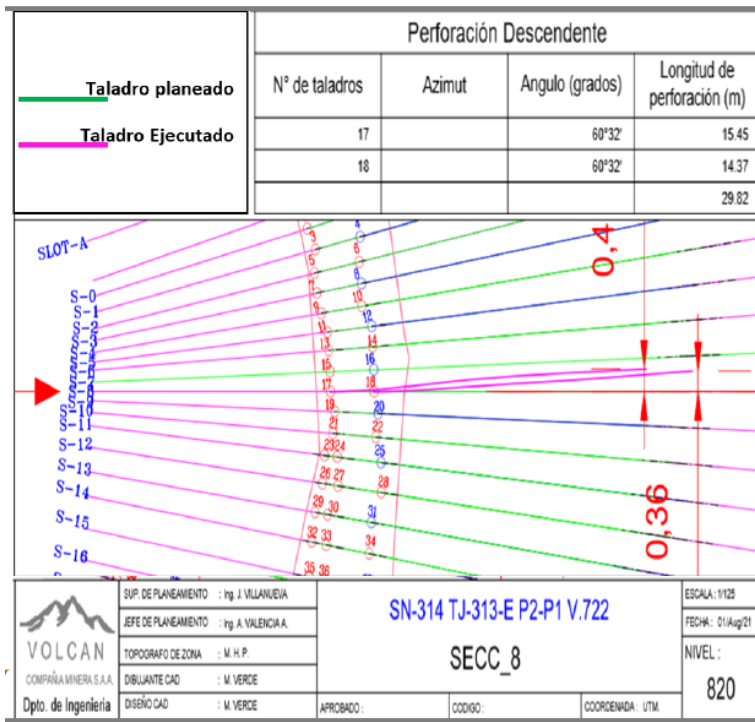 Taladro planeado
Taladro Ejecutado
Perforación Descendente
N° de taladros
Azimut
Angulo (grados)
Longitud de
perforación (m)
17 60°32' 15.45
18 60°32' 14.37
29.82
SLOT-A
S-0
S-1
S-2
S-3
S-10
S-11
S-12
S-13
S-14
S-15
S-16
3
4
5
6
8
9
10
11
12
13
14
15
16
17
18
19
20
21
22
23
24
25
26
27
28
29
30
31
32
33
35
36
0,4
0,36
VOLCAN
COMPAÑIA MINERA S.A.A.
Dpto. de Ingenieria
SUP. DE PLANEAMIENTO : Ing. J. VILLANUEVA
JEFE DE PLANEAMIENTO : Ing. A. VALENCIA A.
TOPOGRAFO DE ZONA : M. H. P.
DIBUJANTE CAD : M. VERDE
DISEÑO CAD : M. VERDE
SN-314 TJ-313-E P2-P1 V.722
SECC_8
APROBADO :
CODIGO :
COORDENADA : UTM.
ESCALA : 1/125
FECHA : 01/Aug/21
NIVEL :
820